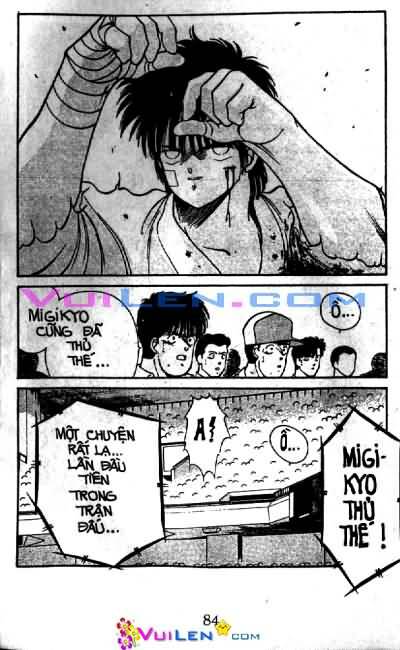 MIGIKYO
CŨNG ĐÃ
THỦ
THẾ...
Ồ...
VUILEN.COM
MỘT CHUYỆN
RẤT LẠ...
LẦN ĐẦU
TIÊN
TRONG
TRẬN
ĐẤU...
A!
Ồ...
MIGI-
KYO
THỦ
THẾ!
84
VUILEN
.COM